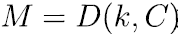 M = D(k, C)